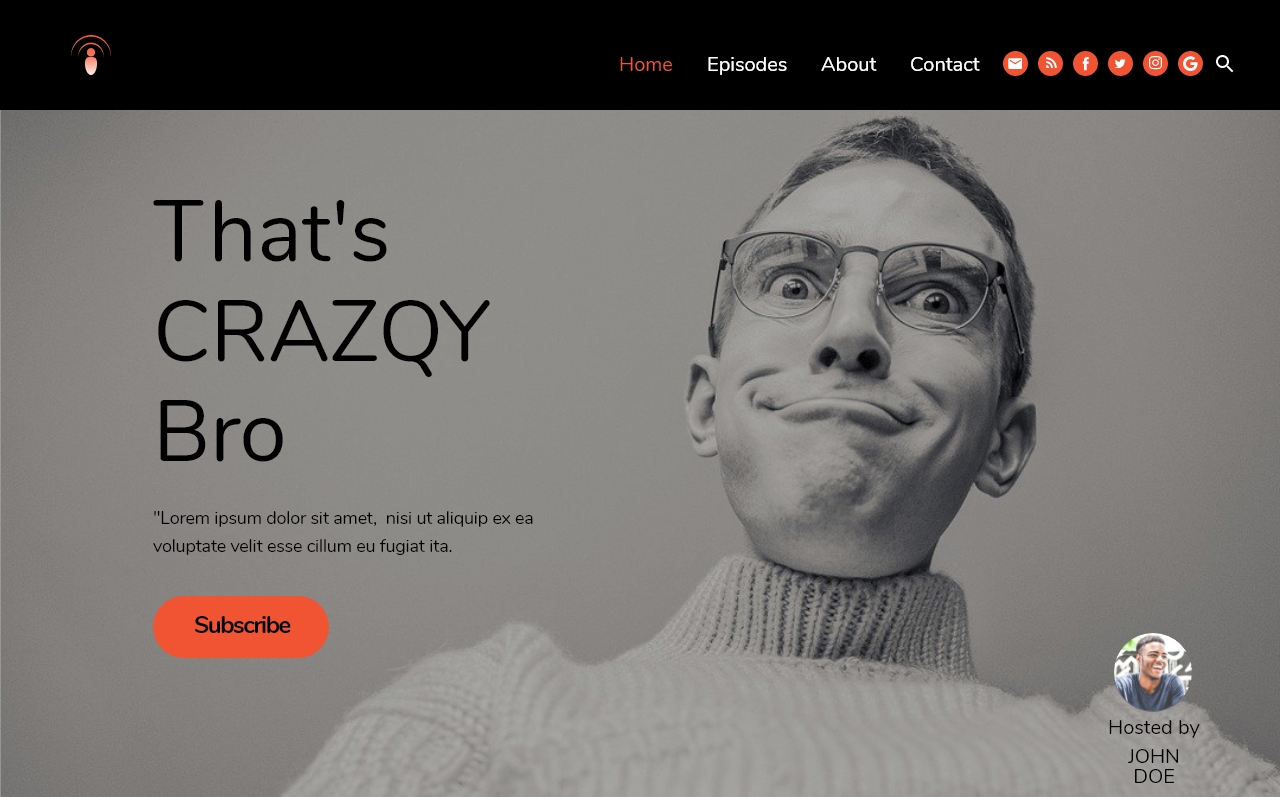 Home Episodes About Contact
That's
CRAZQY
Bro
"Lorem ipsum dolor sit amet,  nisi ut aliquip ex ea
voluptate velit esse cillum eu fugiat ita.
Subscribe
Hosted by
JOHN
DOE